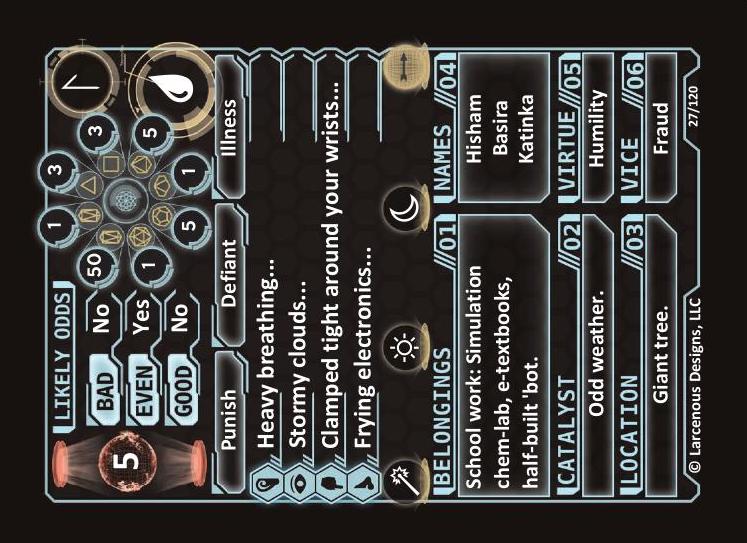 5
LIKELY ODDS
BAD No
EVEN Yes
GOOD No
1
3
3
5
1
5
1
50
Punish
Defiant
Illness
Heavy breathing...
Stormy clouds...
Clamped tight around your wrists...
Frying electronics...
BELONGINGS //01
School work: Simulation
chem-lab, e-textbooks,
half-built 'bot.
CATALYST //02
Odd weather.
LOCATION //03
Giant tree.
NAMES //04
Hisham
Basira
Katinka
VIRTUE //05
Humility
VICE //06
Fraud
© Larcenous Designs, LLC
27/120